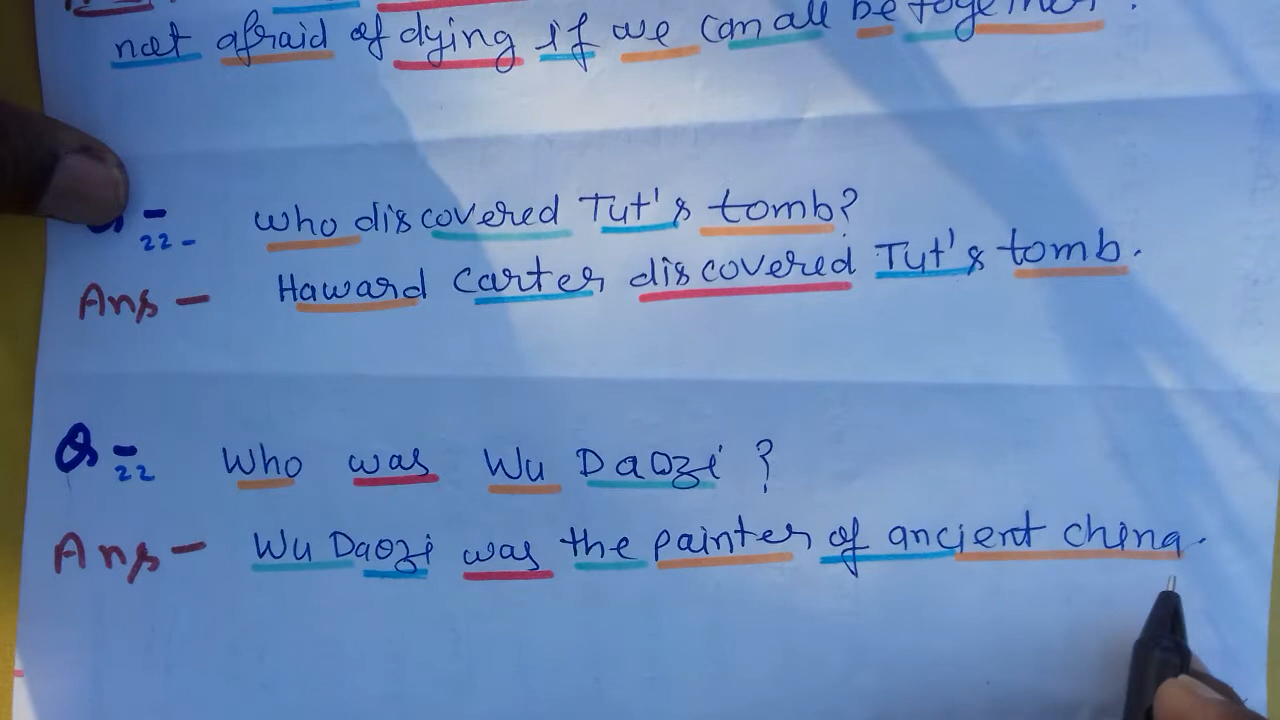 nat afraid of dying if we can all be together.
22- who discovered Tut's tomb?
Ans - Haward Carter discovered Tut's tomb.
Q- 22 Who was Wu Daozi ?
Ans - Wu Daozi was the painter of ancient china.